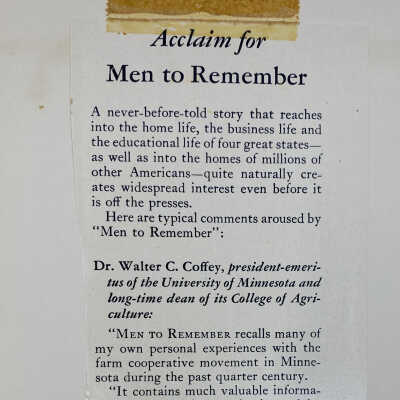 Acclaim for
Men to Remember
A never-before-told story that reaches
into the home life, the business life and
the educational life of four great states—
as well as into the homes of millions of
other Americans—quite naturally cre-
ates widespread interest even before it
is off the presses.
Here are typical comments aroused by
"Men to Remember":
Dr. Walter C. Coffey, president-emeri-
tus of the University of Minnesota and
long-time dean of its College of Agri-
culture:
"MEN TO REMEMBER recalls many of
my own personal experiences with the
farm cooperative movement in Minne-
sota during the past quarter century.
"It contains much valuable informa-